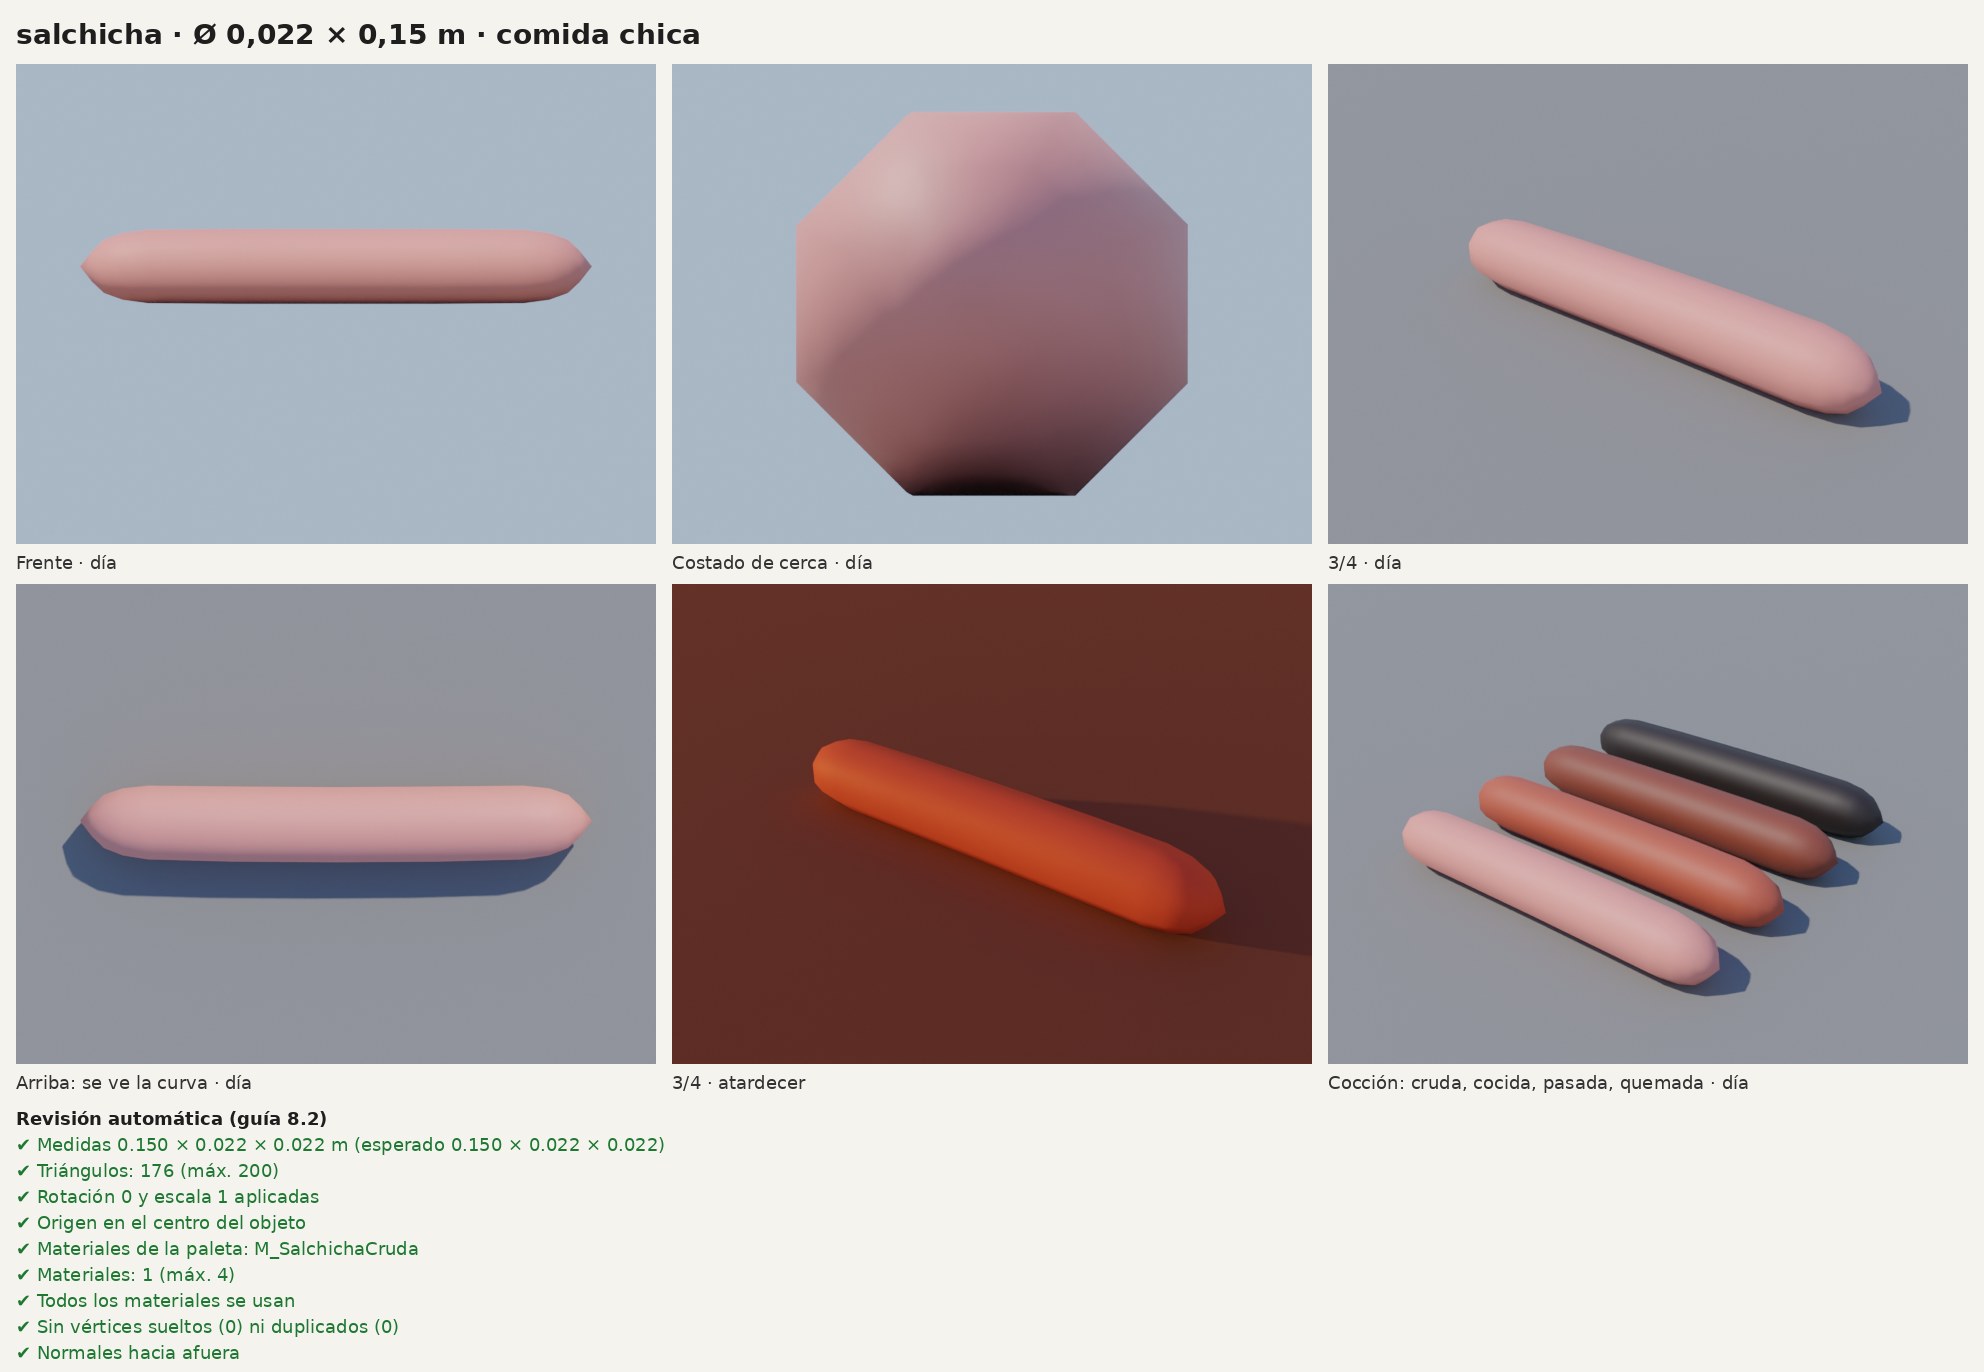 salchicha · Ø 0,022 × 0,15 m · comida chica
Frente · día
Costado de cerca · día
3/4 · día
Arriba: se ve la curva · día
3/4 · atardecer
Cocción: cruda, cocida, pasada, quemada · día
Revisión automática (guía 8.2)
✔ Medidas 0.150 × 0.022 × 0.022 m (esperado 0.150 × 0.022 × 0.022)
✔ Triángulos: 176 (máx. 200)
✔ Rotación 0 y escala 1 aplicadas
✔ Origen en el centro del objeto
✔ Materiales de la paleta: M_SalchichaCruda
✔ Materiales: 1 (máx. 4)
✔ Todos los materiales se usan
✔ Sin vértices sueltos (0) ni duplicados (0)
✔ Normales hacia afuera